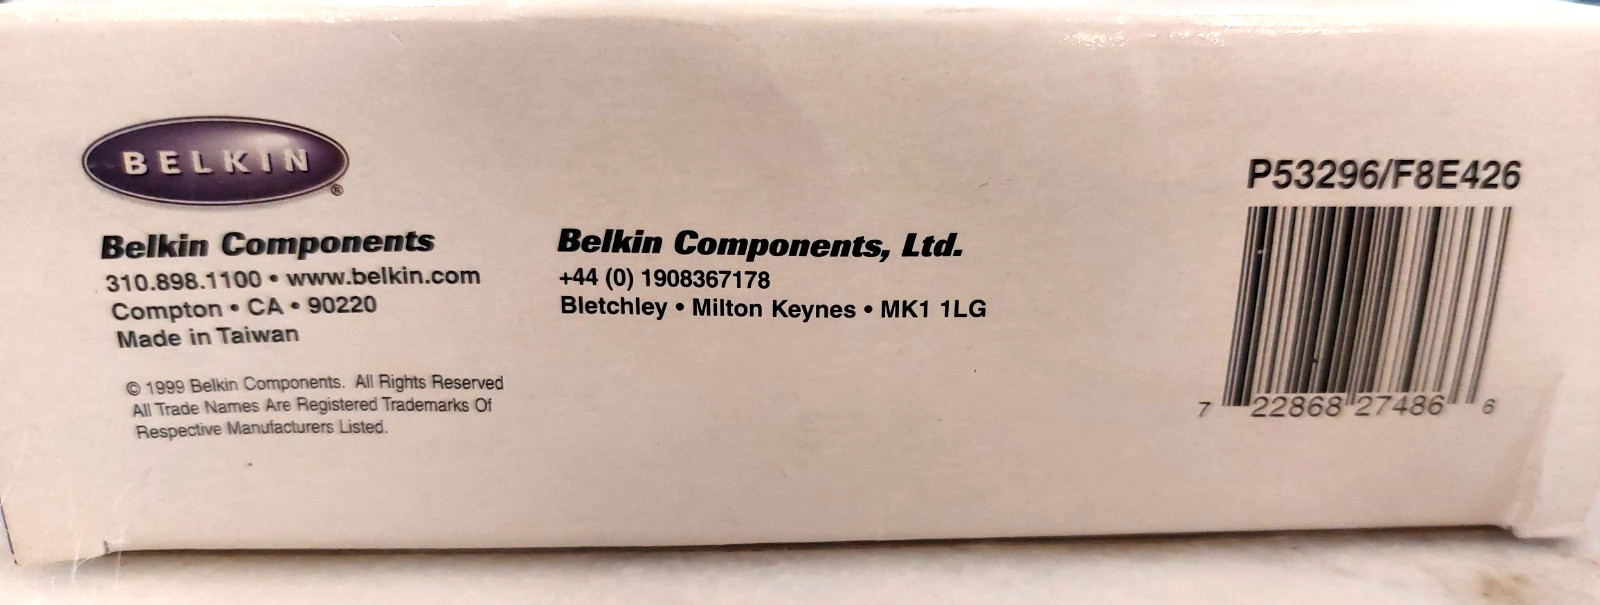 BELKIN®
Belkin Components
310.898.1100 • www.belkin.com
Compton • CA • 90220
Made in Taiwan
© 1999 Belkin Components. All Rights Reserved
All Trade Names Are Registered Trademarks Of
Respective Manufacturers Listed.
Belkin Components, Ltd.
+44 (0) 1908367178
Bletchley • Milton Keynes • MK1 1LG
P53296/F8E426
7 22868 27486 6